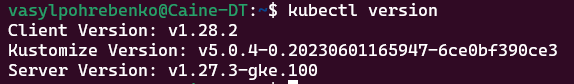 vasylpohrebenko@Caine-DT:~$ kubectl version
Client Version: v1.28.2
Kustomize Version: v5.0.4-0.20230601165947-6ce0bf390ce3
Server Version: v1.27.3-gke.100